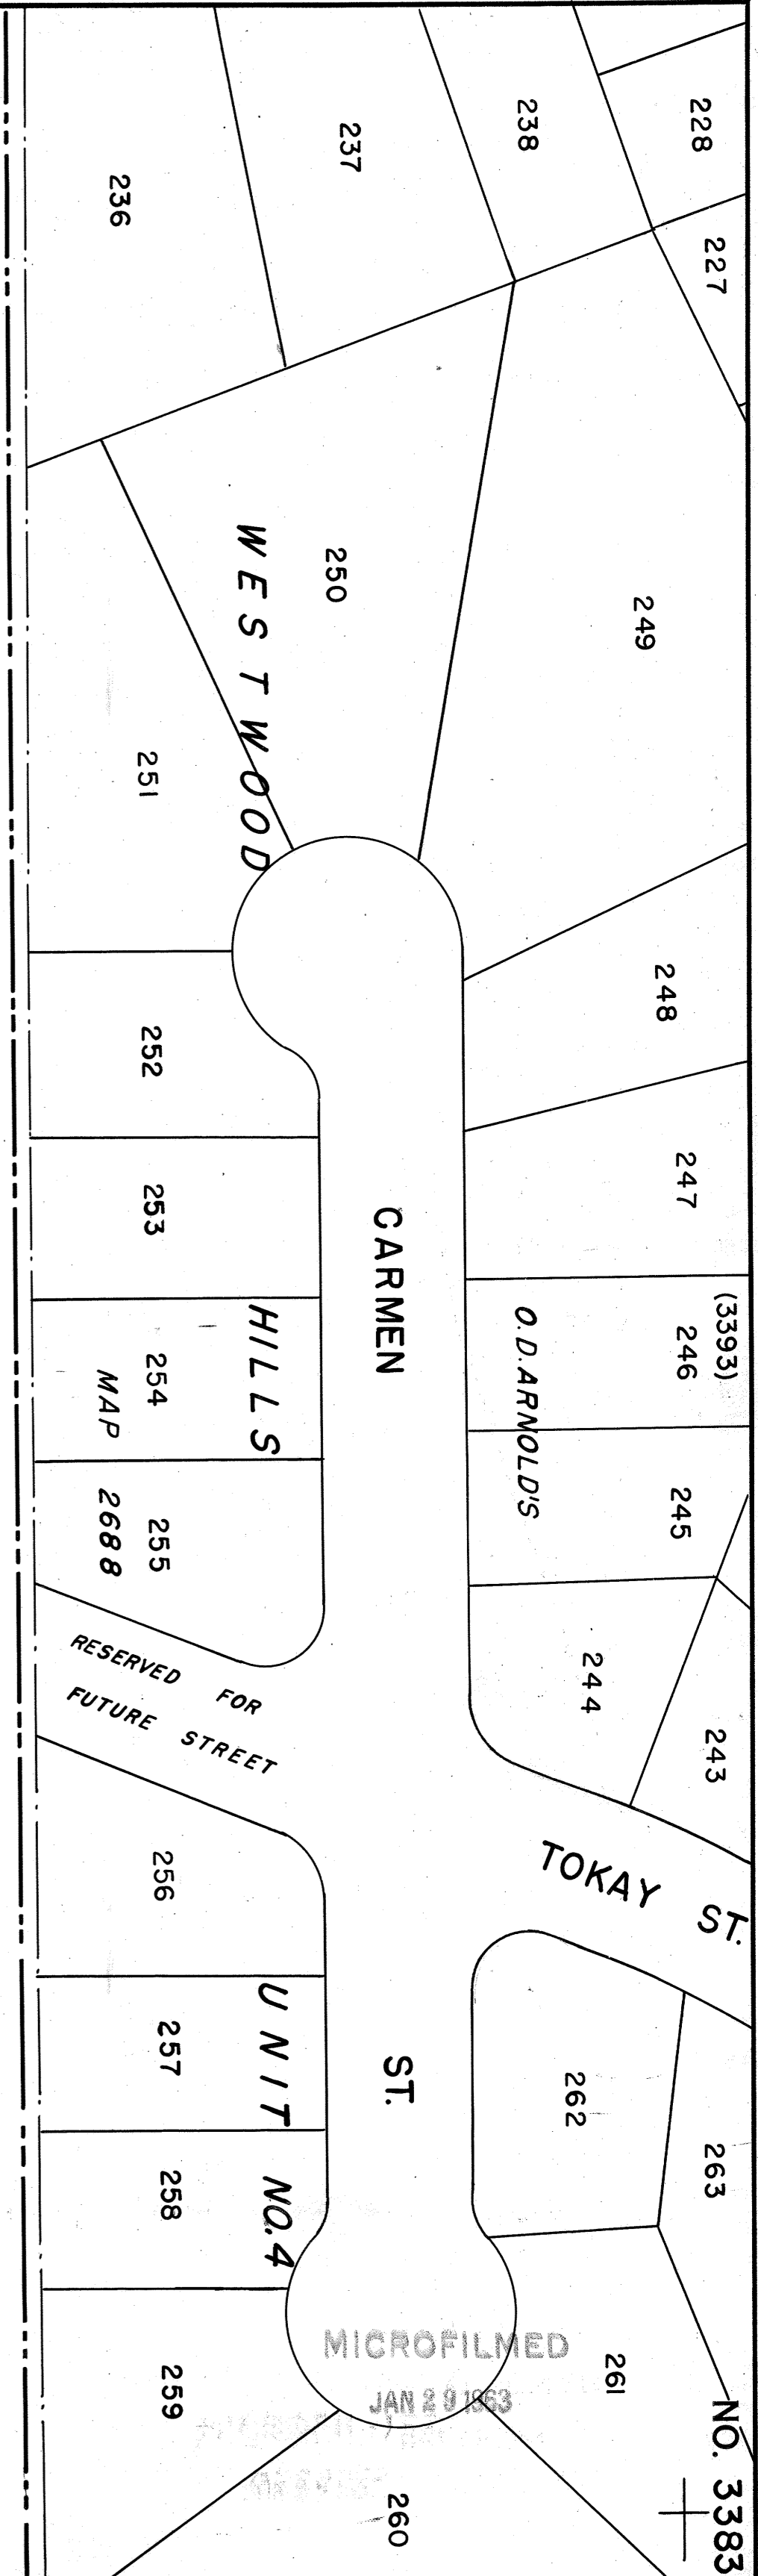 228
238
237
236
227
250
249
WESTWOOD
251
248
252
247
253
CARMEN
(3393)
246
O.D. ARNOLD'S
HILLS
254
MAP 2688
255
245
244
243
RESERVED FOR
FUTURE STREET
TOKAY ST.
256
UNIT NO. 4
257
ST.
262
263
258
MICROFILMED
JAN 29 1963
259
261
260
NO. 3383